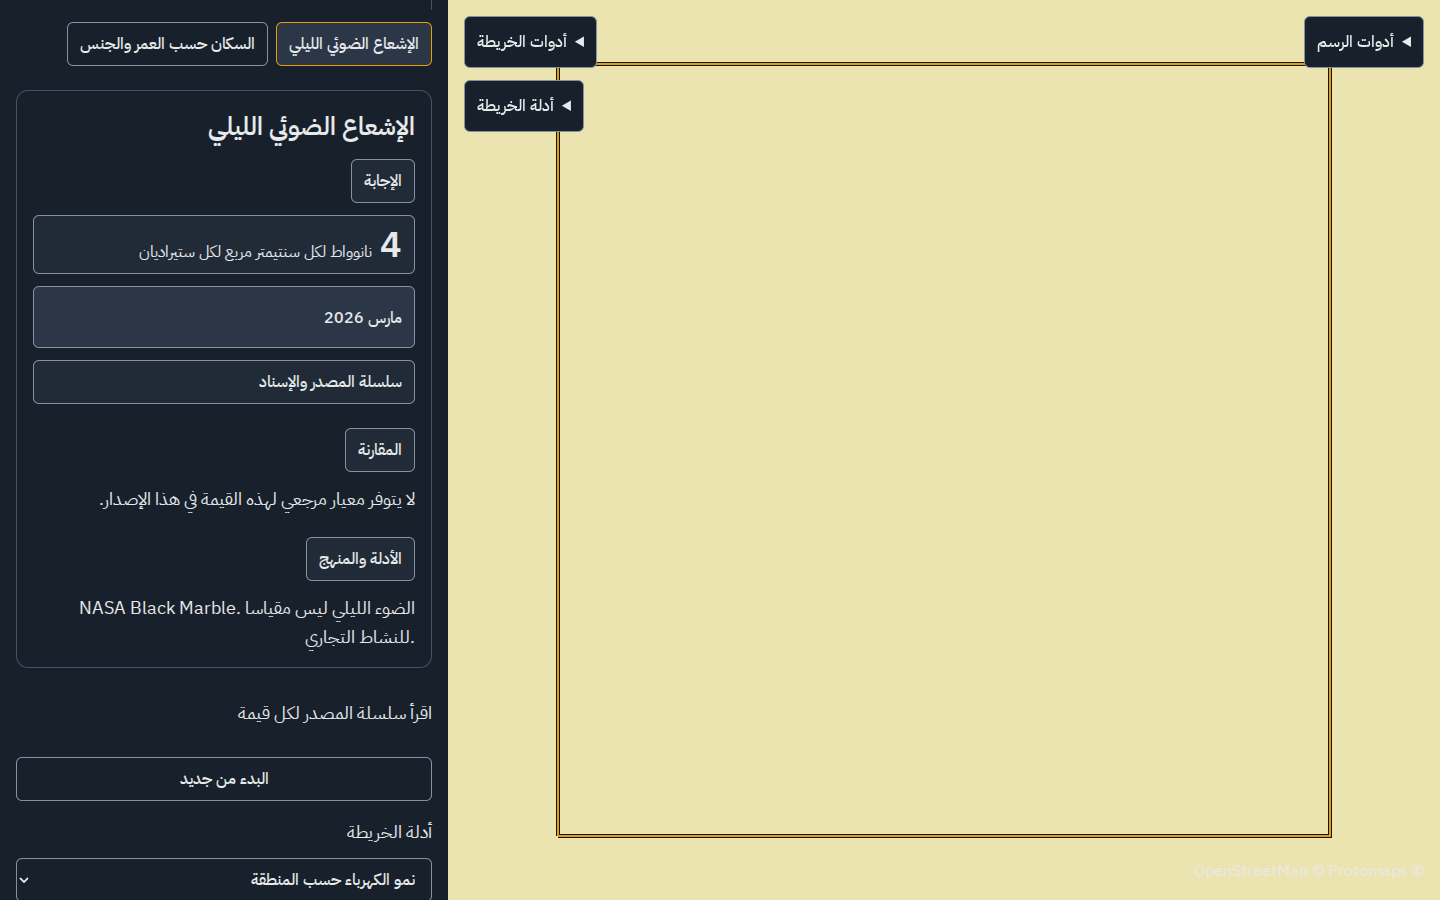 الإشعاع الضوئي الليلي
السكان حسب العمر والجنس
الإشعاع الضوئي الليلي
الإجابة
4 نانوواط لكل سنتيمتر مربع لكل ستيراديان
مارس 2026
سلسلة المصدر والإسناد
المقارنة
لا يتوفر معيار مرجعي لهذه القيمة في هذا الإصدار.
الأدلة والمنهج
الضوء الليلي ليس مقياسا .NASA Black Marble
.للنشاط التجاري
اقرأ سلسلة المصدر لكل قيمة
البدء من جديد
أدلة الخريطة
نمو الكهرباء حسب المنطقة
أدوات الرسم
أدوات الخريطة
أدلة الخريطة
OpenStreetMap © Protomaps ©